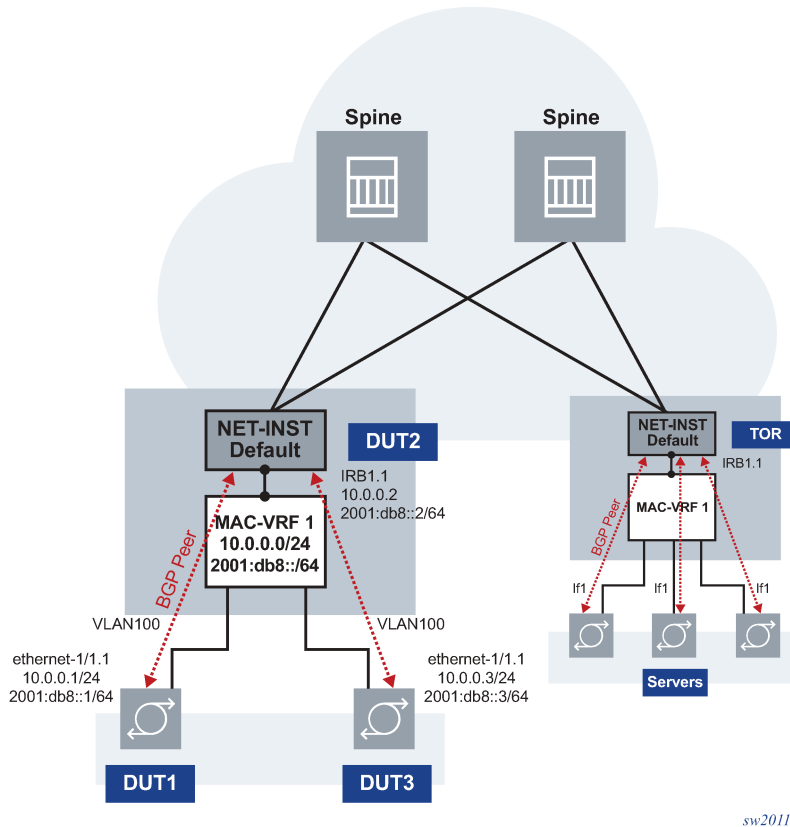 Spine
Spine
NET-INST
Default
DUT2
IRB1.1
10.0.0.2
2001:db8::2/64
MAC-VRF 1
10.0.0.0/24
2001:db8::/64
BGP Peer
VLAN100
VLAN100
ethernet-1/1.1
10.0.0.1/24
2001:db8::1/64
ethernet-1/1.1
10.0.0.3/24
2001:db8::3/64
DUT1
DUT3
NET-INST
Default
TOR
IRB1.1
MAC-VRF 1
BGP Peer
If1
If1
If1
Servers
sw2011